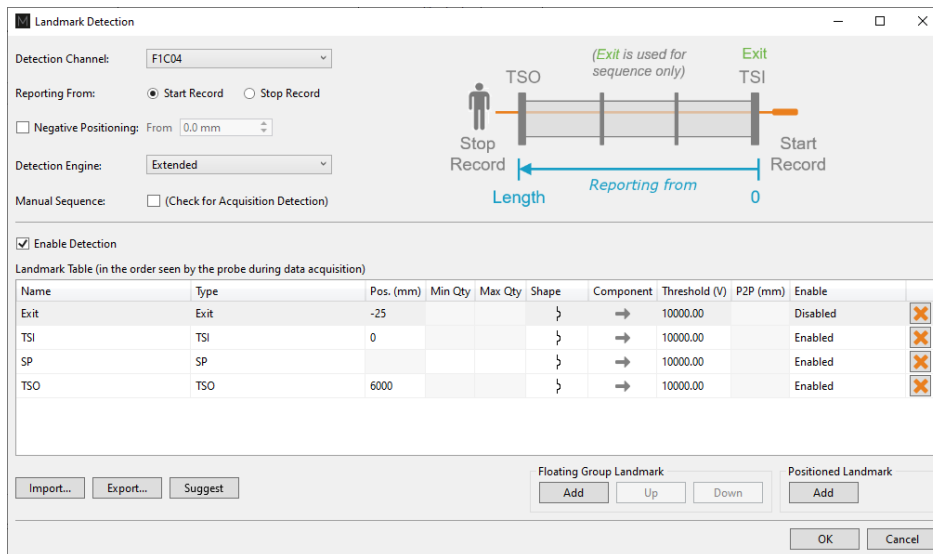 M Landmark Detection
Detection Channel: F1C04
Reporting From: Start Record Stop Record
Negative Positioning: From 0.0 mm
Detection Engine: Extended
Manual Sequence: (Check for Acquisition Detection)
(Exit is used for
sequence only)
Exit
TSO
TSI
Stop
Record
Start
Record
Reporting from
Length
0
Enable Detection
Landmark Table (in the order seen by the probe during data acquisition)
Name Type Pos. (mm) Min Qty Max Qty Shape Component Threshold (V) P2P (mm) Enable
Exit Exit -25 10000.00 Disabled
TSI TSI 0 10000.00 Enabled
SP SP 10000.00 Enabled
TSO TSO 6000 10000.00 Enabled
Import... Export... Suggest
Floating Group Landmark
Add Up Down
Positioned Landmark
Add
OK Cancel